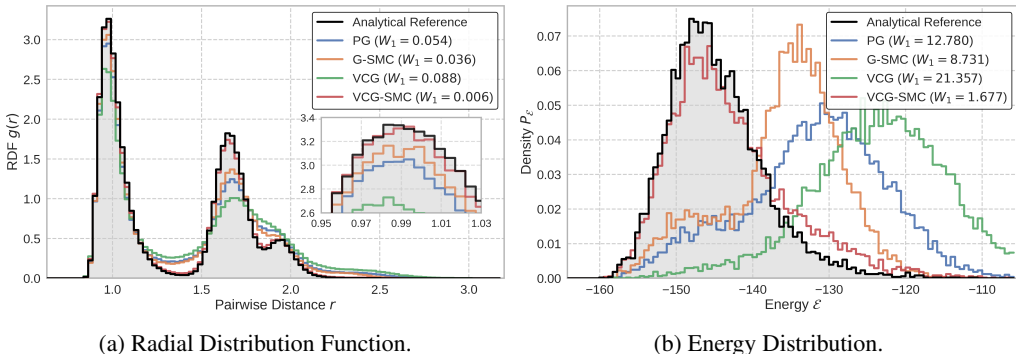 Analytical Reference
PG (W₁ = 0.054)
G-SMC (W₁ = 0.036)
VCG (W₁ = 0.088)
VCG-SMC (W₁ = 0.006)
RDF g(r)
3.0
2.5
2.0
1.5
1.0
0.5
0.0
3.4
3.2
3.0
2.8
2.6
0.95 0.97 0.99 1.01 1.03
1.0 1.5 2.0 2.5 3.0
Pairwise Distance r
(a) Radial Distribution Function.
Analytical Reference
PG (W₁ = 12.780)
G-SMC (W₁ = 8.731)
VCG (W₁ = 21.357)
VCG-SMC (W₁ = 1.677)
Density P_ℰ
0.07
0.06
0.05
0.04
0.03
0.02
0.01
0.00
−160 −150 −140 −130 −120 −110
Energy ℰ
(b) Energy Distribution.